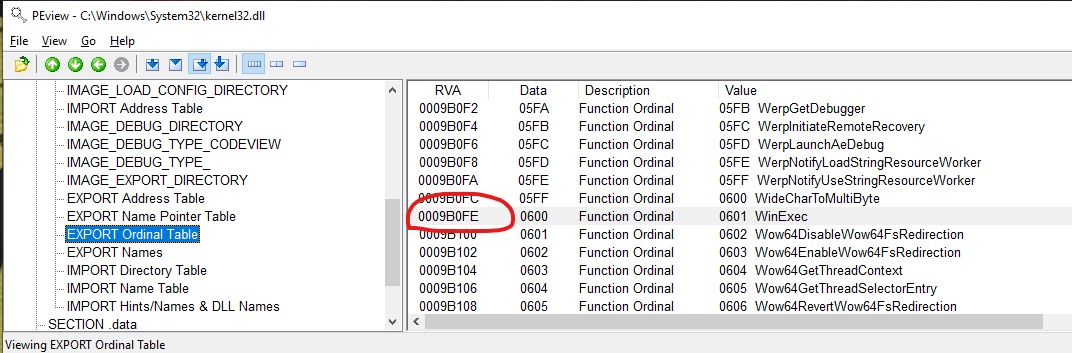 PEview - C:\Windows\System32\kernel32.dll
File View Go Help
IMAGE_LOAD_CONFIG_DIRECTORY
IMPORT Address Table
IMAGE_DEBUG_DIRECTORY
IMAGE_DEBUG_TYPE_CODEVIEW
IMAGE_DEBUG_TYPE_
IMAGE_EXPORT_DIRECTORY
EXPORT Address Table
EXPORT Name Pointer Table
EXPORT Ordinal Table
EXPORT Names
IMPORT Directory Table
IMPORT Name Table
IMPORT Hints/Names & DLL Names
SECTION .data
RVA Data Description Value
0009B0F2 05FA Function Ordinal 05FB WerpGetDebugger
0009B0F4 05FB Function Ordinal 05FC WerpInitiateRemoteRecovery
0009B0F6 05FC Function Ordinal 05FD WerpLaunchAeDebug
0009B0F8 05FD Function Ordinal 05FE WerpNotifyLoadStringResourceWorker
0009B0FA 05FE Function Ordinal 05FF WerpNotifyUseStringResourceWorker
0009B0FC 05FF Function Ordinal 0600 WideCharToMultiByte
0009B0FE 0600 Function Ordinal 0601 WinExec
0009B100 0601 Function Ordinal 0602 Wow64DisableWow64FsRedirection
0009B102 0602 Function Ordinal 0603 Wow64EnableWow64FsRedirection
0009B104 0603 Function Ordinal 0604 Wow64GetThreadContext
0009B106 0604 Function Ordinal 0605 Wow64GetThreadSelectorEntry
0009B108 0605 Function Ordinal 0606 Wow64RevertWow64FsRedirection
Viewing EXPORT Ordinal Table